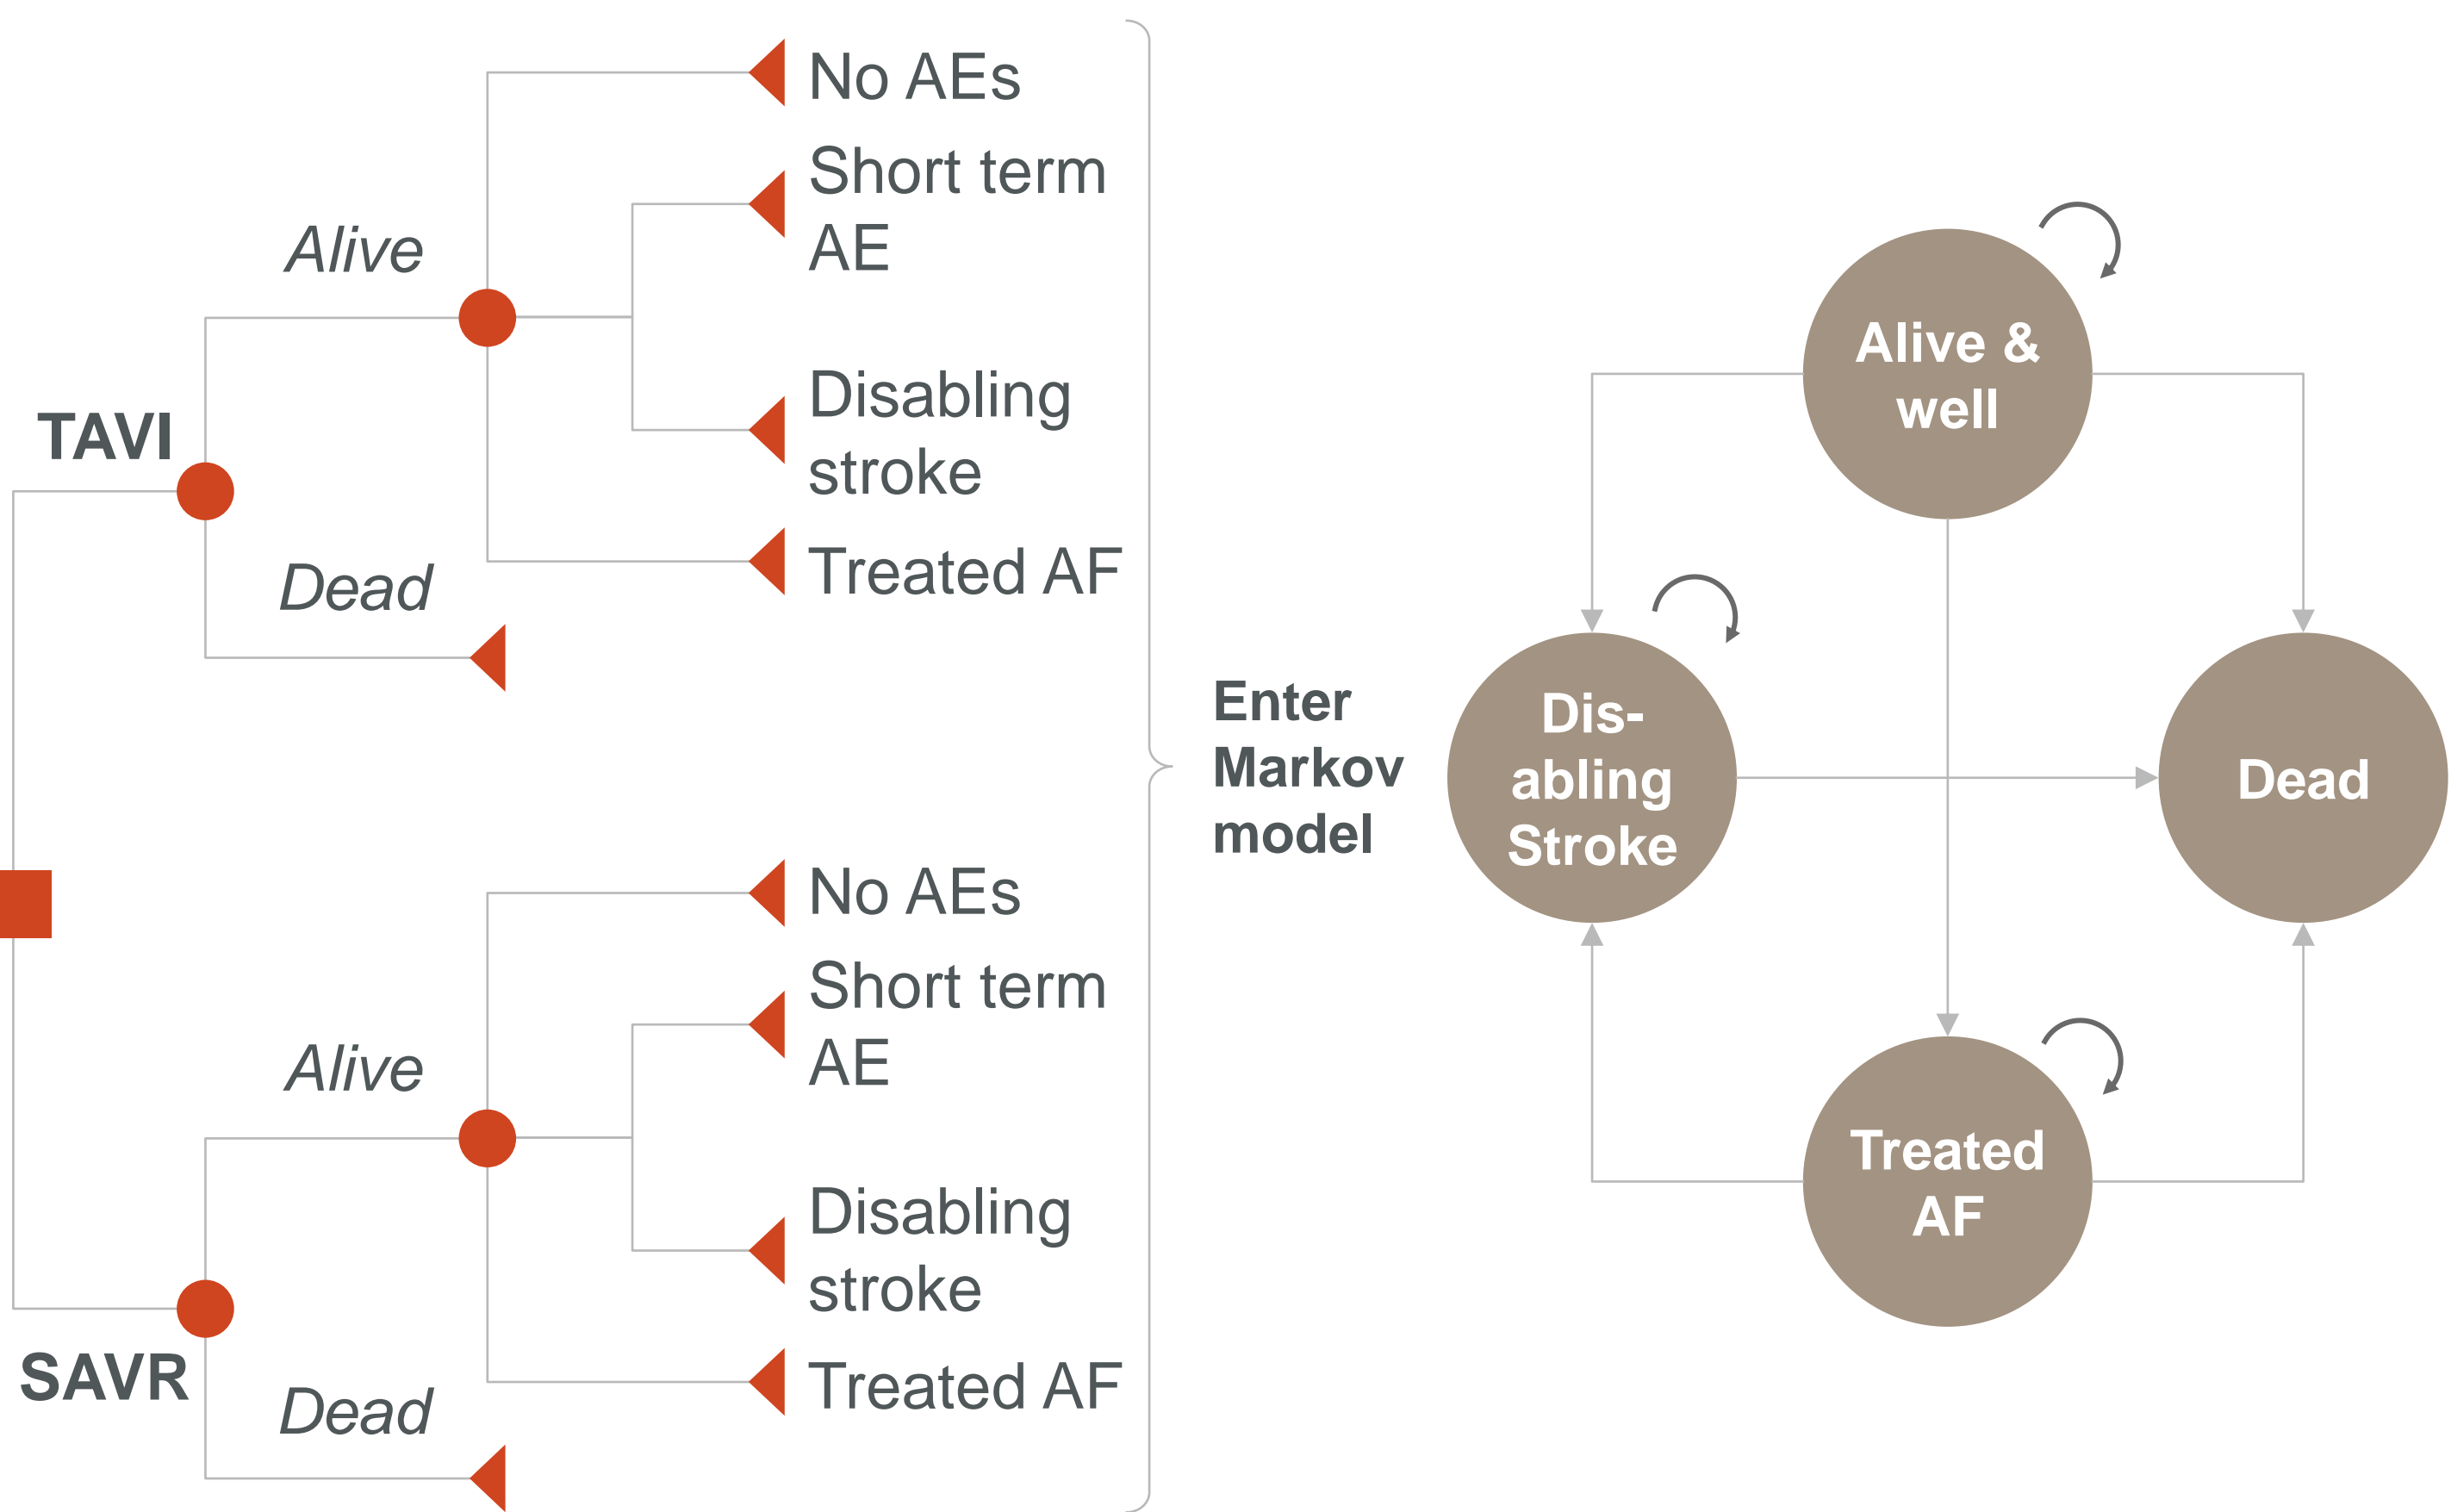 No AEs
Short term
AE
Alive
Disabling
stroke
TAVI
Treated AF
Dead
No AEs
Short term
AE
Alive
Disabling
stroke
SAVR
Treated AF
Dead
Enter
Markov
model
Alive &
well
Dis-
abling
Stroke
Dead
Treated
AF